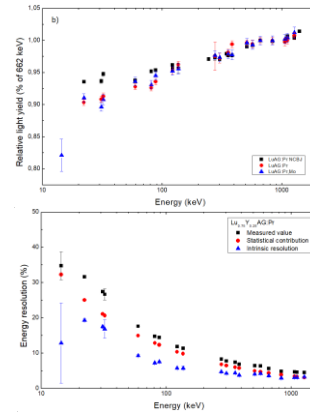 b)
Relative light yield (% of 662 keV)
1.05
1.00
0.95
0.90
0.85
0.80
LuAG:Pr NCBJ
LuAG:Pr
LuAG:Pr,Mo
10
100
1000
Energy (keV)
Energy resolution (%)
50
40
30
20
10
0
AG:Pr
Measured value
Statistical contribution
Intrinsic resolution
10
100
1000
Energy (keV)